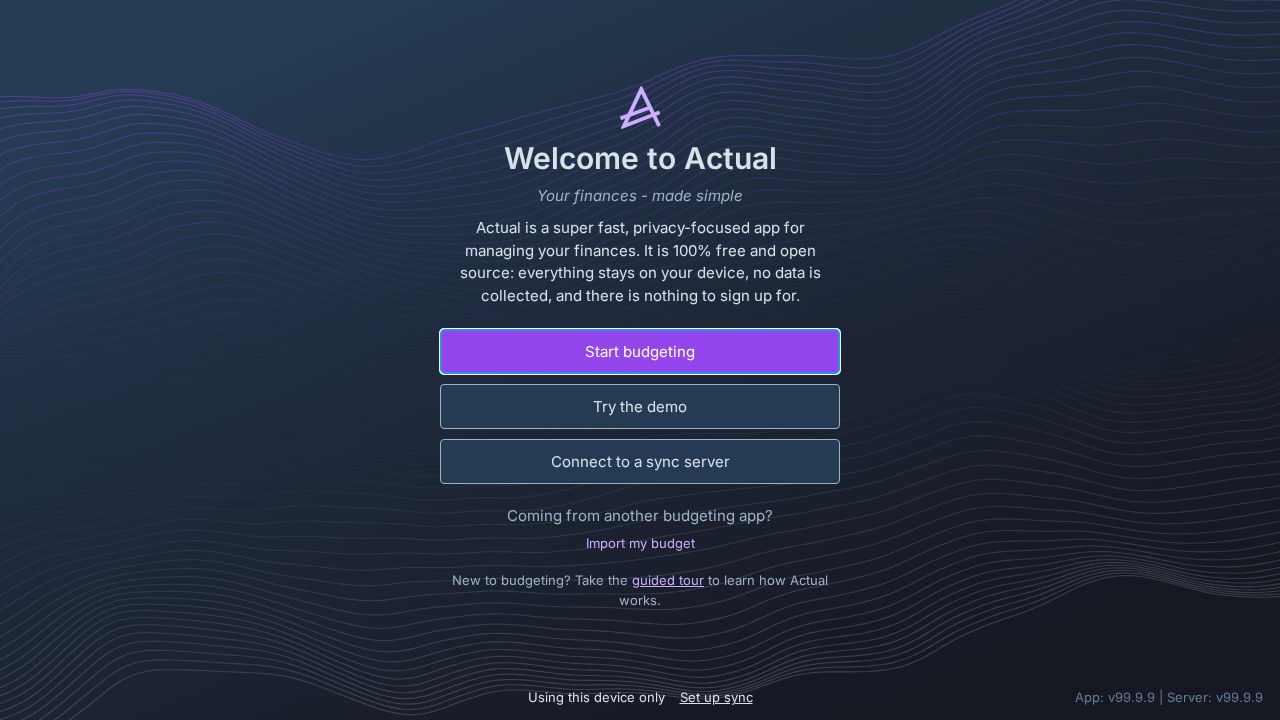 Welcome to Actual
Your finances - made simple
Actual is a super fast, privacy-focused app for
managing your finances. It is 100% free and open
source: everything stays on your device, no data is
collected, and there is nothing to sign up for.
Start budgeting
Try the demo
Connect to a sync server
Coming from another budgeting app?
Import my budget
New to budgeting? Take the guided tour to learn how Actual
works.
Using this device only Set up sync
App: v99.9.9 | Server: v99.9.9